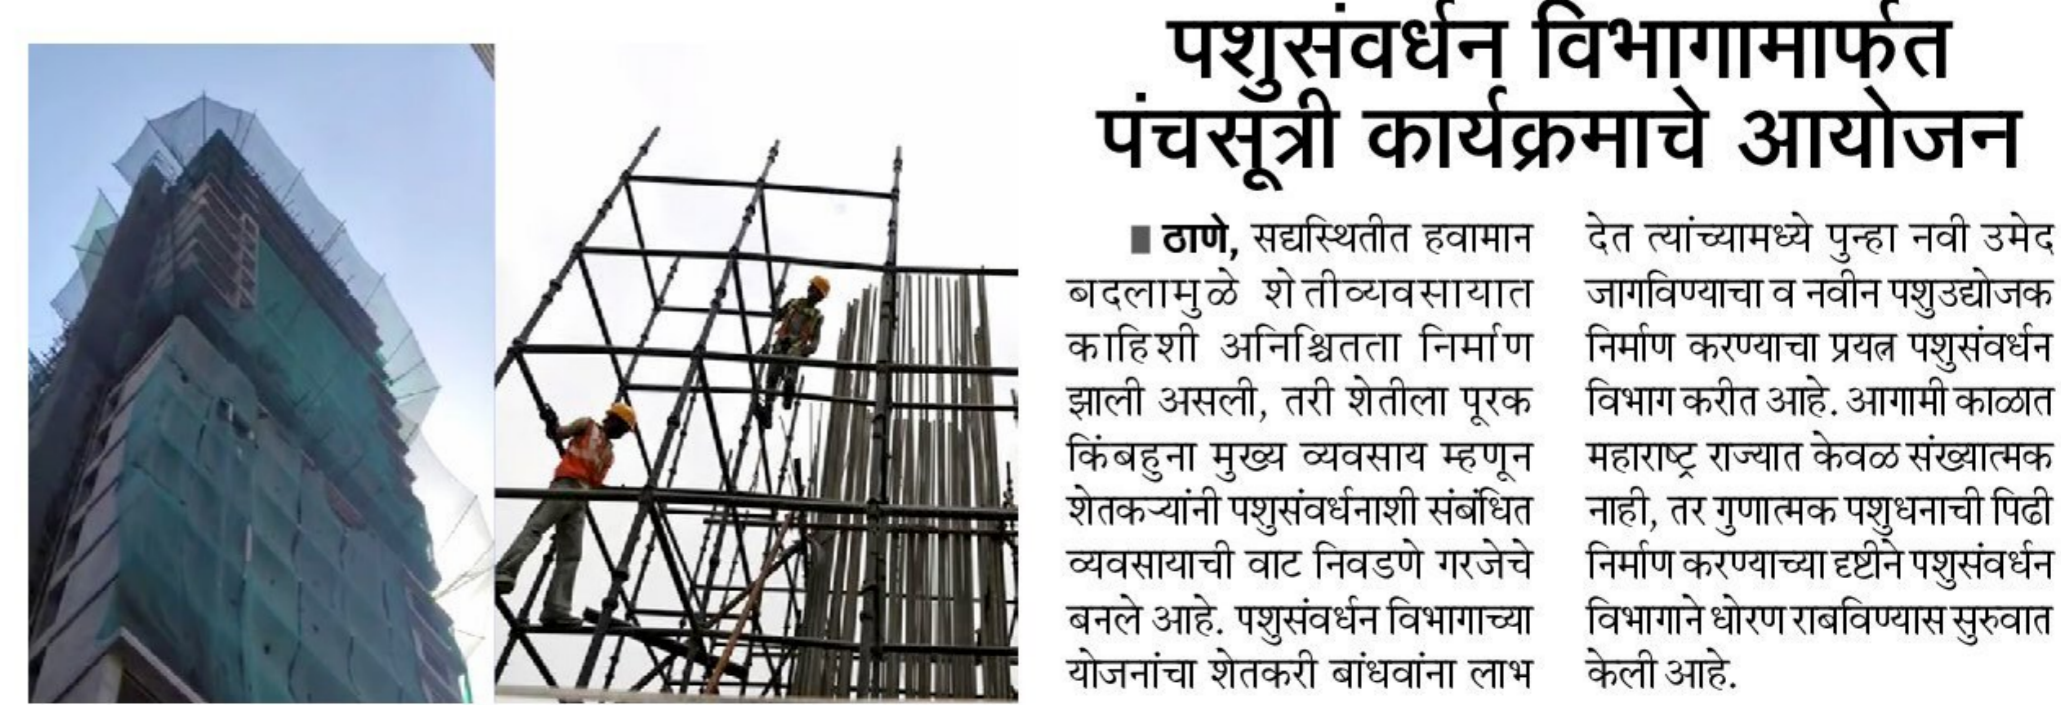 पशुसंवर्धन विभागामार्फत
पंचसूत्री कार्यक्रमाचे आयोजन
ठाणे, सद्यस्थितीत हवामान
बदलामुळे शेतीव्यवसायात
काहिशी अनिश्चितता निर्माण
झाली असली, तरी शेतीला पूरक
किंबहुना मुख्य व्यवसाय म्हणून
शेतकऱ्यांनी पशुसंवर्धनाशी संबंधित
व्यवसायाची वाट निवडणे गरजेचे
बनले आहे. पशुसंवर्धन विभागाच्या
योजनांचा शेतकरी बांधवांना लाभ
देत त्यांच्यामध्ये पुन्हा नवी उमेद
जागविण्याचा व नवीन पशुउद्योजक
निर्माण करण्याचा प्रयत्न पशुसंवर्धन
विभाग करीत आहे. आगामी काळात
महाराष्ट्र राज्यात केवळ संख्यात्मक
नाही, तर गुणात्मक पशुधनाची पिढी
निर्माण करण्याच्या दृष्टीने पशुसंवर्धन
विभागाने धोरण राबविण्यास सुरुवात
केली आहे.